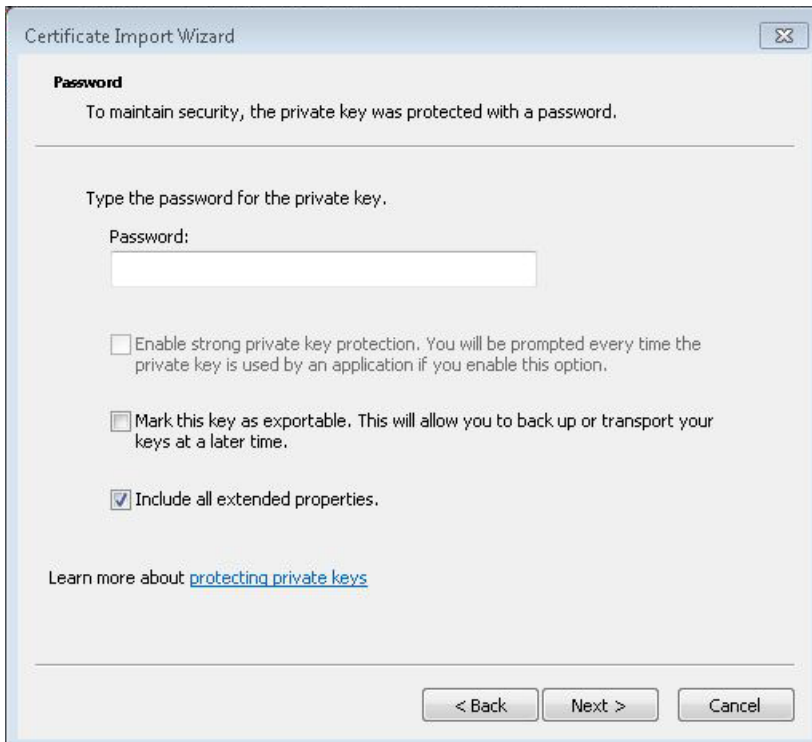 Certificate Import Wizard
Password
To maintain security, the private key was protected with a password.
Type the password for the private key.
Password:
Enable strong private key protection. You will be prompted every time the
private key is used by an application if you enable this option.
Mark this key as exportable. This will allow you to back up or transport your
keys at a later time.
Include all extended properties.
Learn more about protecting private keys
< Back Next > Cancel